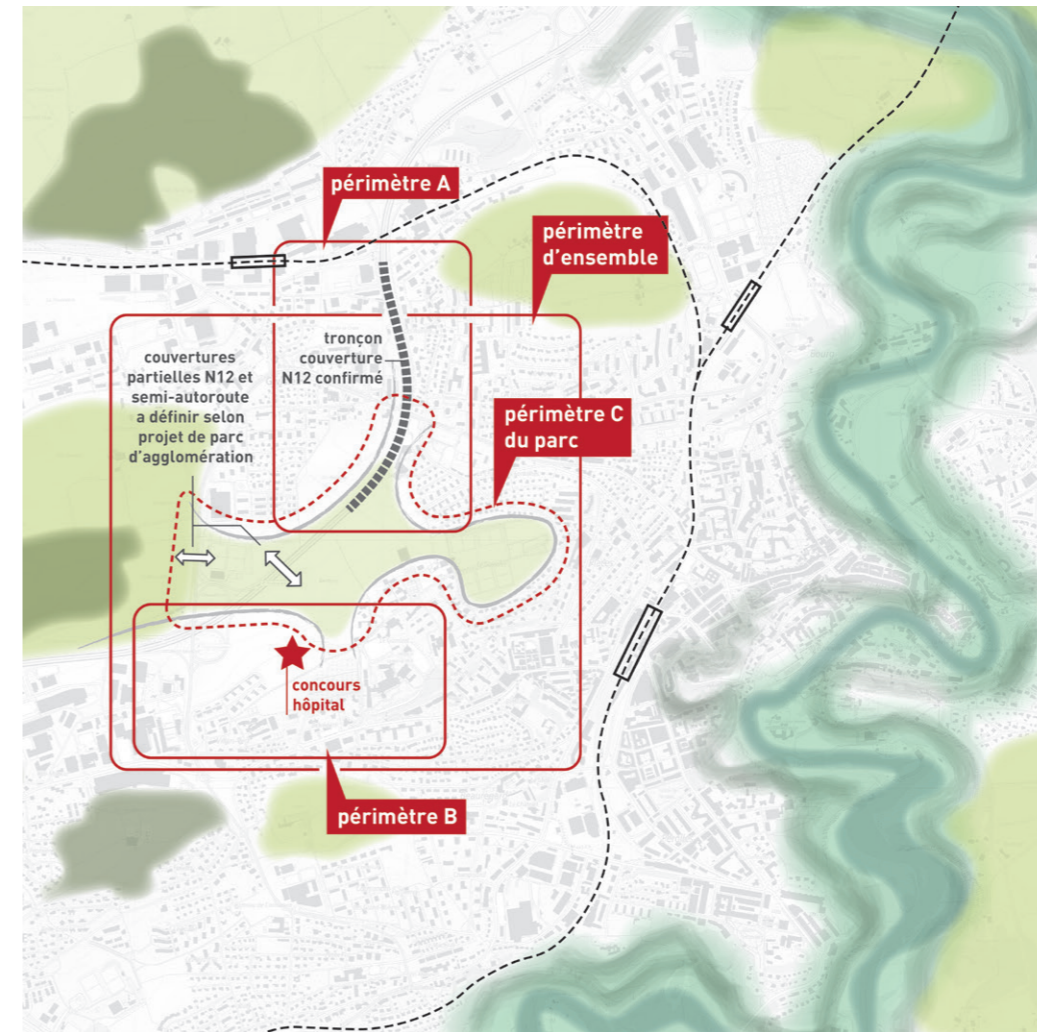 périmètre A
périmètre
d'ensemble
tronçon
couverture
N12 confirmé
couvertures
partielles N12 et
semi-autoroute
a définir selon
projet de parc
d'agglomération
périmètre C
du parc
concours
hôpital
périmètre B